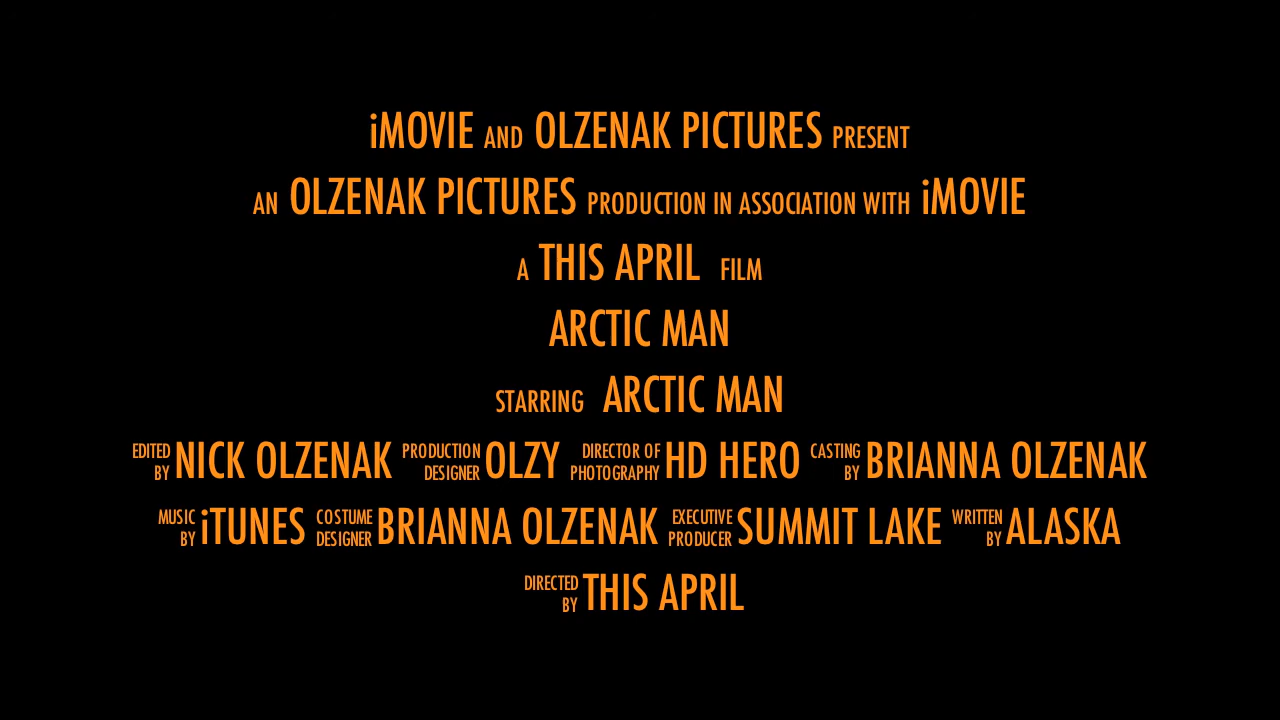 iMOVIE AND OLZENAK PICTURES PRESENT
AN OLZENAK PICTURES PRODUCTION IN ASSOCIATION WITH iMOVIE
A THIS APRIL FILM
ARCTIC MAN
STARRING ARCTIC MAN
EDITED BY NICK OLZENAK PRODUCTION DESIGNER OLZY DIRECTOR OF PHOTOGRAPHY HD HERO CASTING BY BRIANNA OLZENAK
MUSIC BY iTUNES COSTUME DESIGNER BRIANNA OLZENAK EXECUTIVE PRODUCER SUMMIT LAKE WRITTEN BY ALASKA
DIRECTED BY THIS APRIL